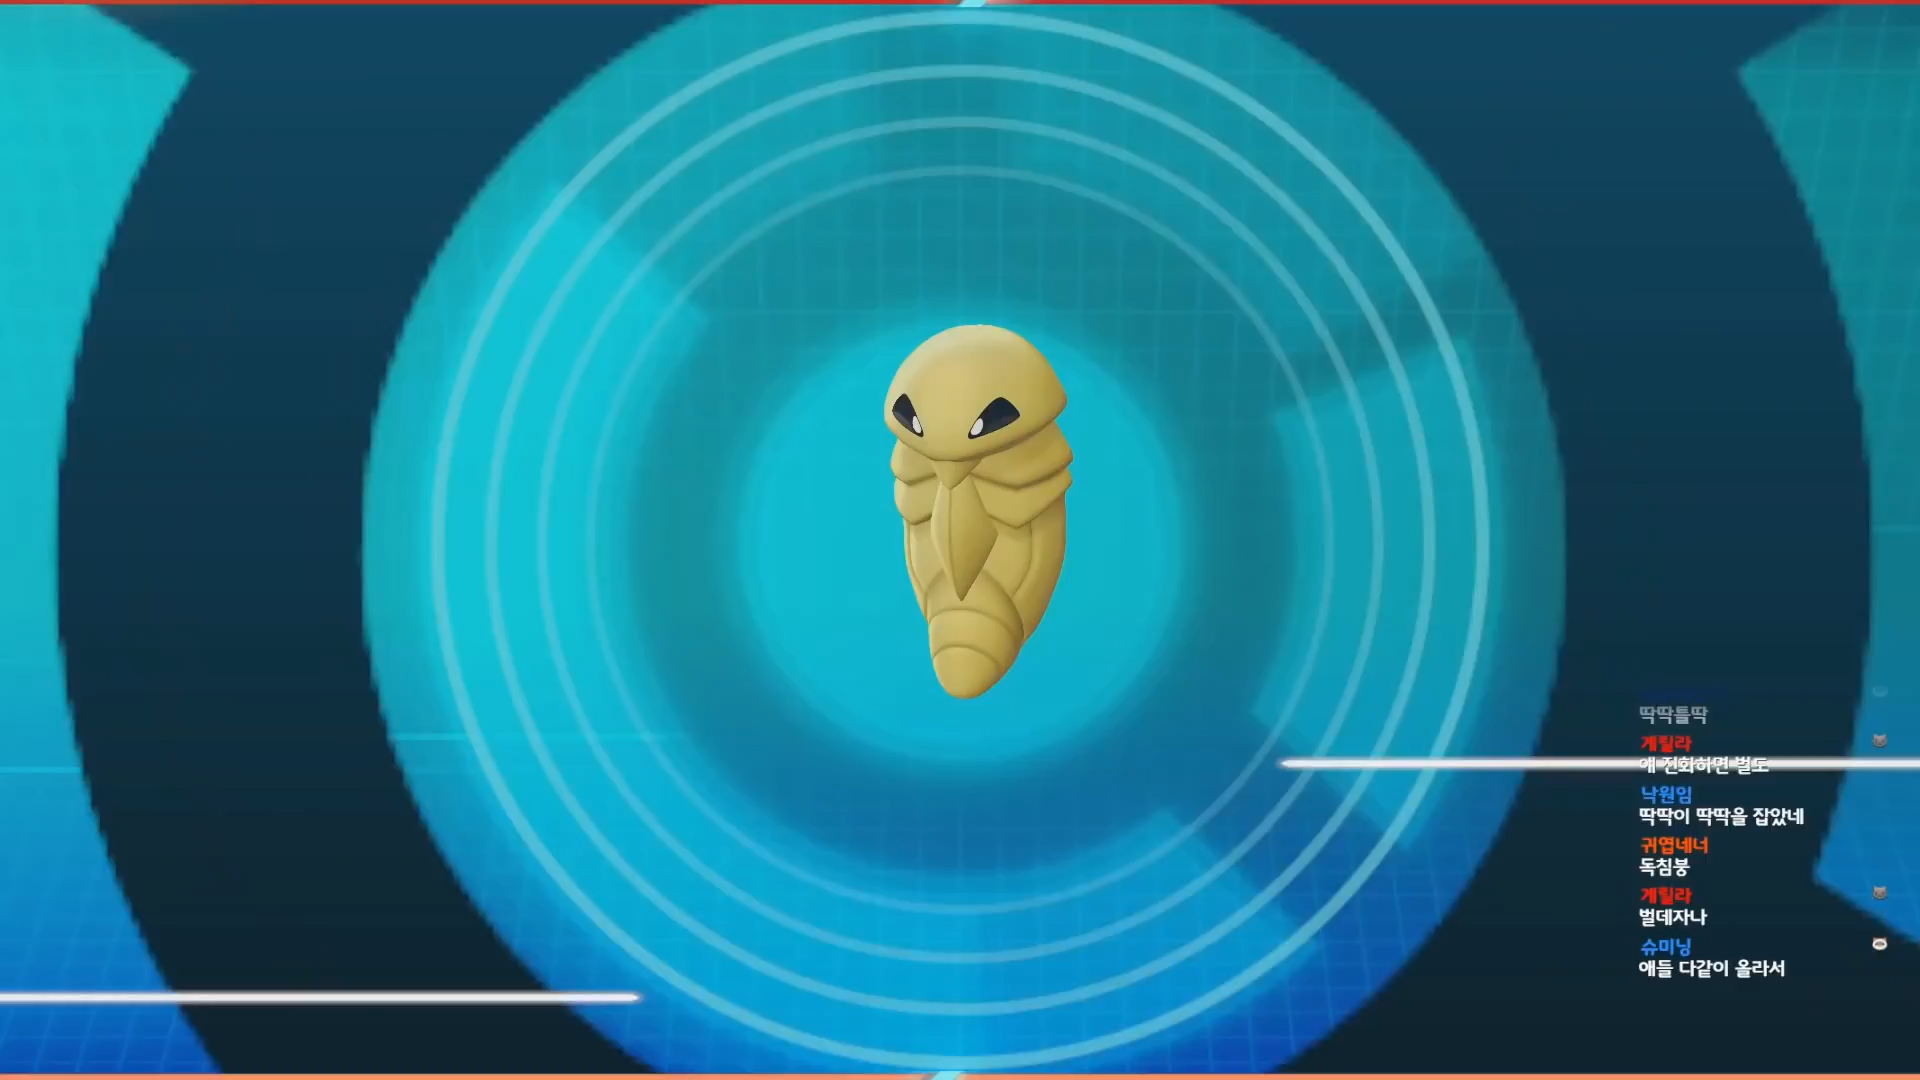 딱딱틀딱
게릴라
얘 진화하면 벌도
낙원임
딱딱이 딱딱을 잡았네
귀엽네너
독침붕
게릴라
벌데자나
슈미닝
애들 다같이 올라서